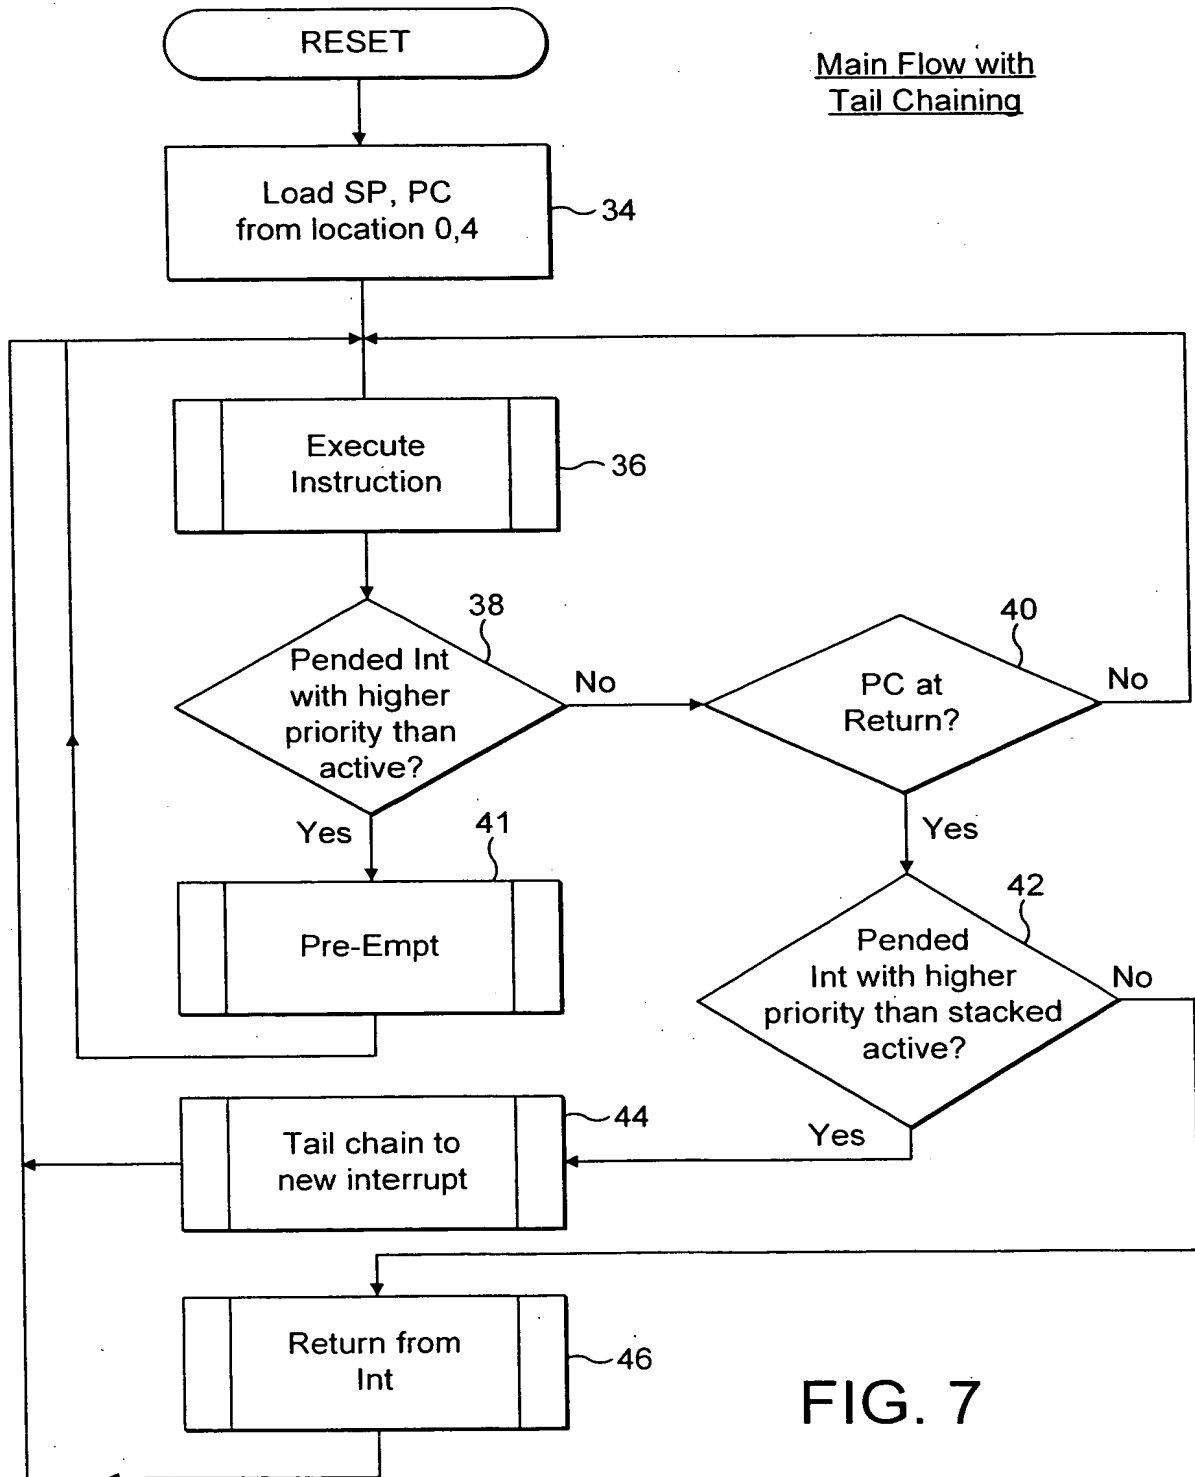 RESET
Main Flow with
Tail Chaining
Load SP, PC
from location 0,4
34
Execute
Instruction
36
38
Pended Int
with higher
priority than
active?
No
40
PC at
Return?
No
Yes
41
Yes
Pre-Empt
42
Pended
Int with higher
priority than stacked
active?
No
Yes
44
Tail chain to
new interrupt
Return from
Int
46
FIG. 7